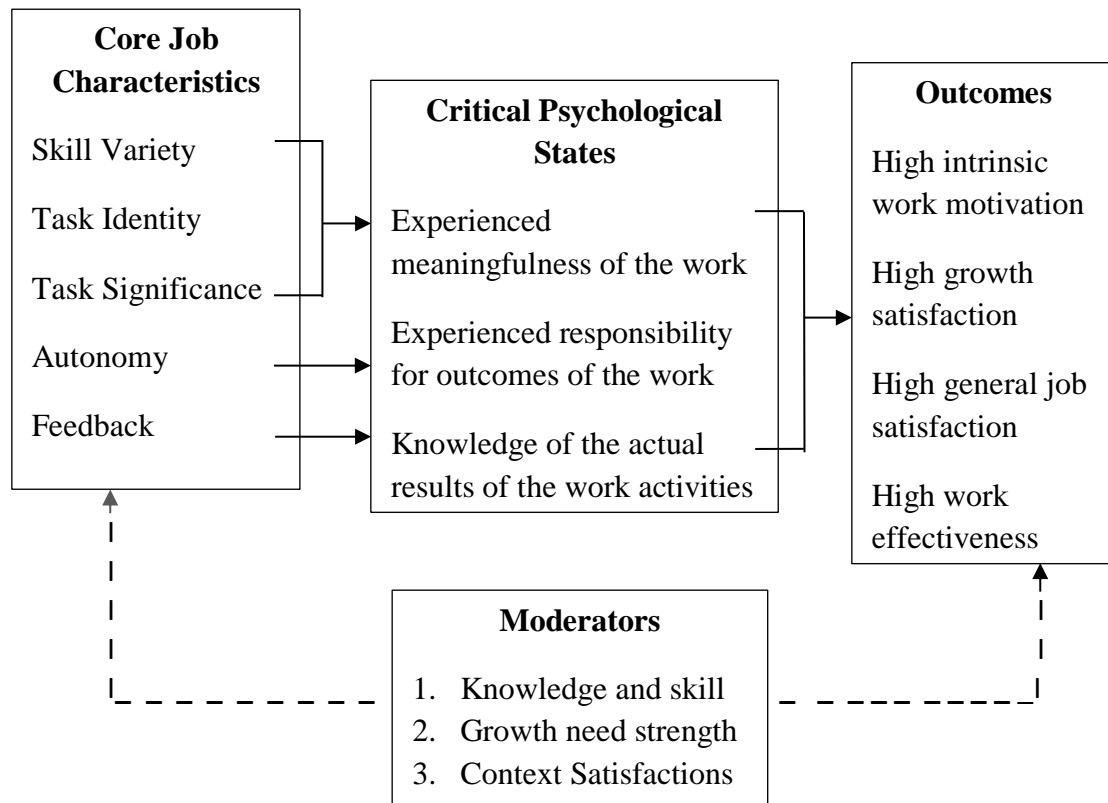 Core Job
Characteristics
Skill Variety
Task Identity
Task Significance
Autonomy
Feedback
Critical Psychological
States
Experienced
meaningfulness of the work
Experienced responsibility
for outcomes of the work
Knowledge of the actual
results of the work activities
Outcomes
High intrinsic
work motivation
High growth
satisfaction
High general job
satisfaction
High work
effectiveness
Moderators
1. Knowledge and skill
2. Growth need strength
3. Context Satisfactions